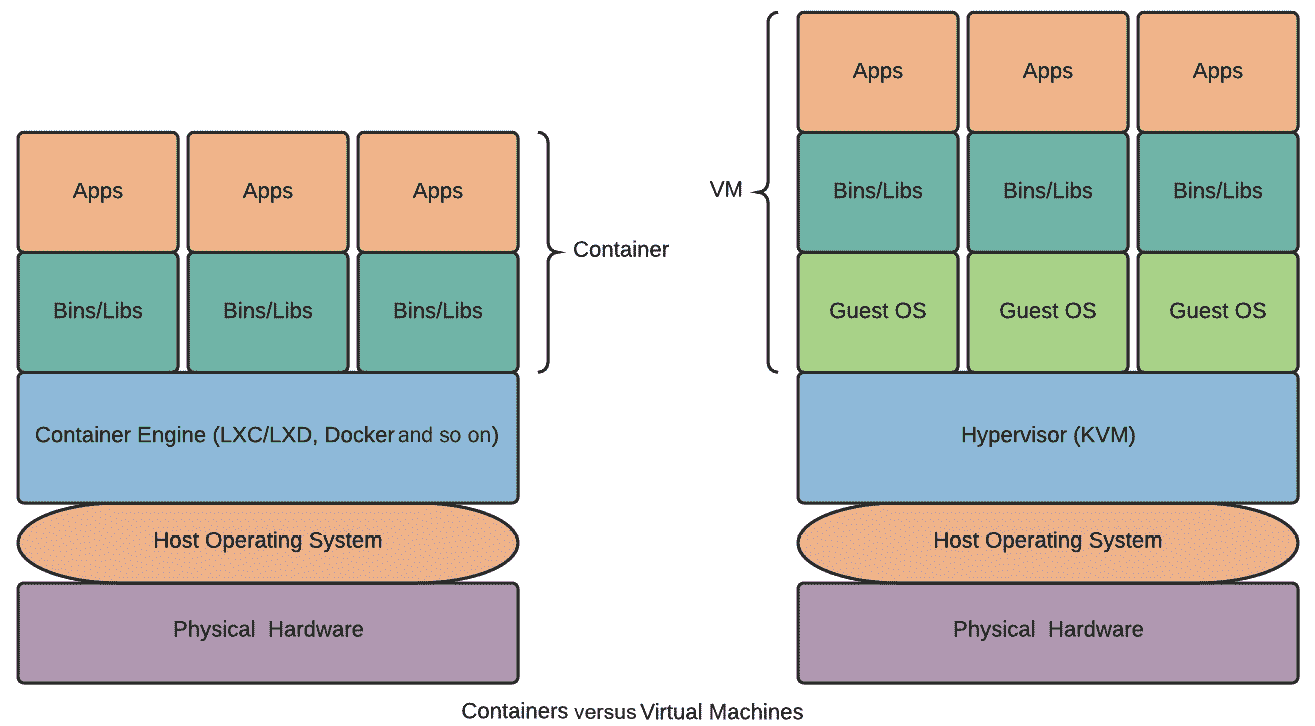 Apps
Apps
Apps
Bins/Libs
Bins/Libs
Bins/Libs
Container
Container Engine (LXC/LXD, Docker and so on)
Host Operating System
Physical Hardware
Apps
Apps
Apps
VM
Bins/Libs
Bins/Libs
Bins/Libs
Guest OS
Guest OS
Guest OS
Hypervisor (KVM)
Host Operating System
Physical Hardware
Containers versus Virtual Machines